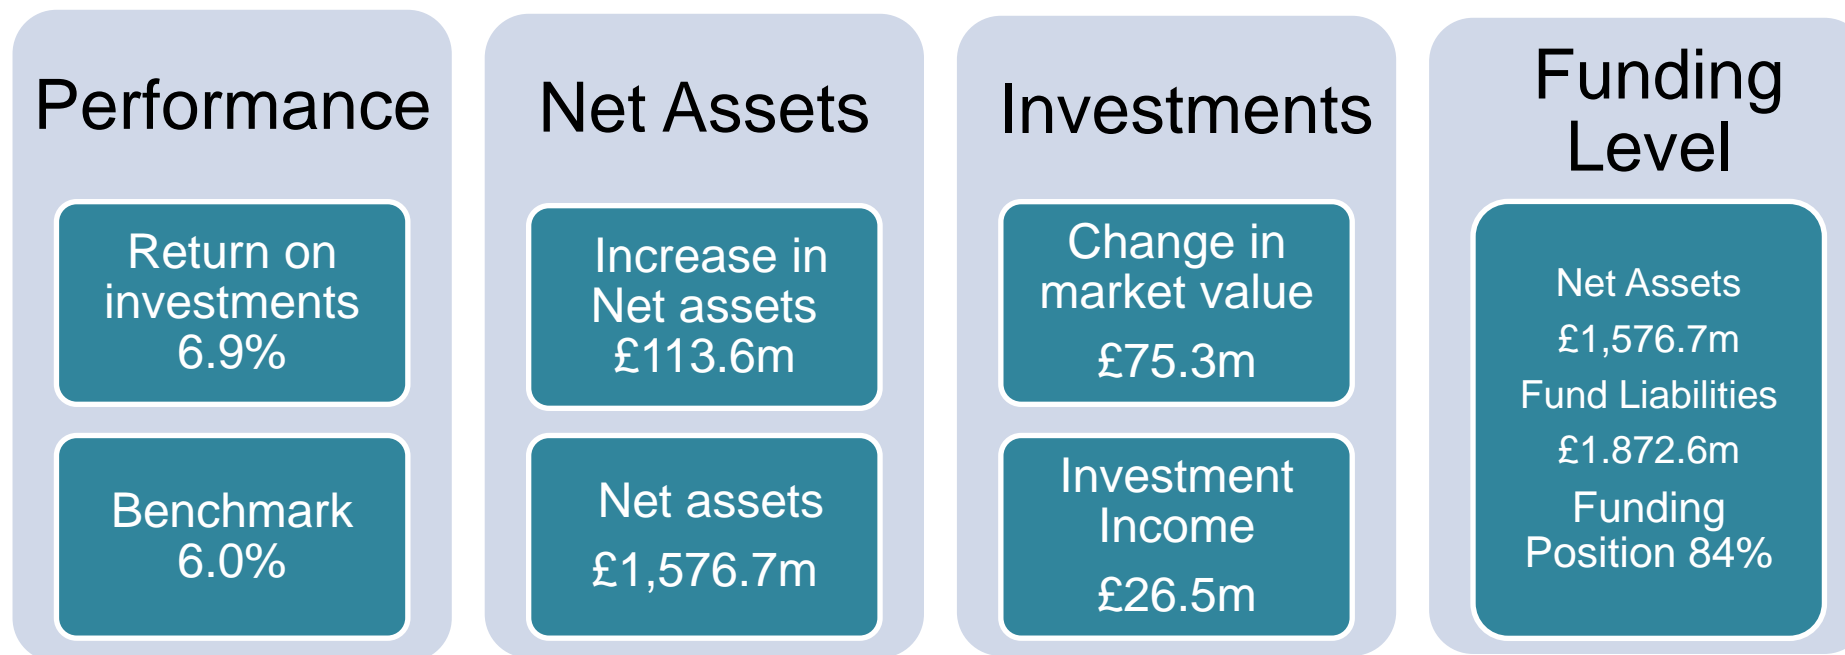 Performance
Return on
investments
6.9%
Benchmark
6.0%
Net Assets
Increase in
Net assets
£113.6m
Net assets
£1,576.7m
Investments
Change in
market value
£75.3m
Investment
Income
£26.5m
Funding
Level
Net Assets
£1,576.7m
Fund Liabilities
£1.872.6m
Funding
Position 84%